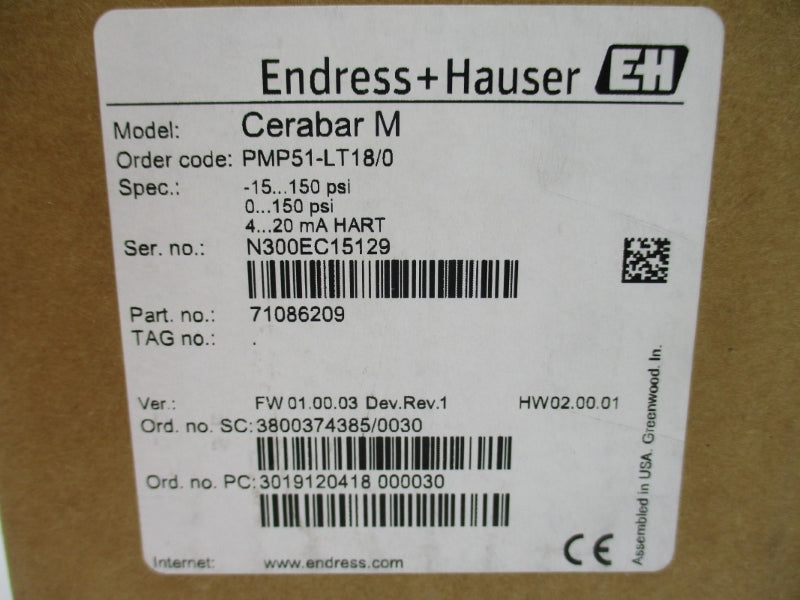 Endress+Hauser EH
Model: Cerabar M
Order code: PMP51-LT18/0
Spec.: -15...150 psi
0...150 psi
4...20 mA HART
Ser. no.: N300EC15129
Part. no.: 71086209
TAG no.: .
Ver.: FW 01.00.03 Dev.Rev.1 HW02.00.01
Ord. no. SC: 3800374385/0030
Ord. no. PC: 3019120418 000030
Internet: www.endress.com
CE
Assembled in USA. Greenwood. In.